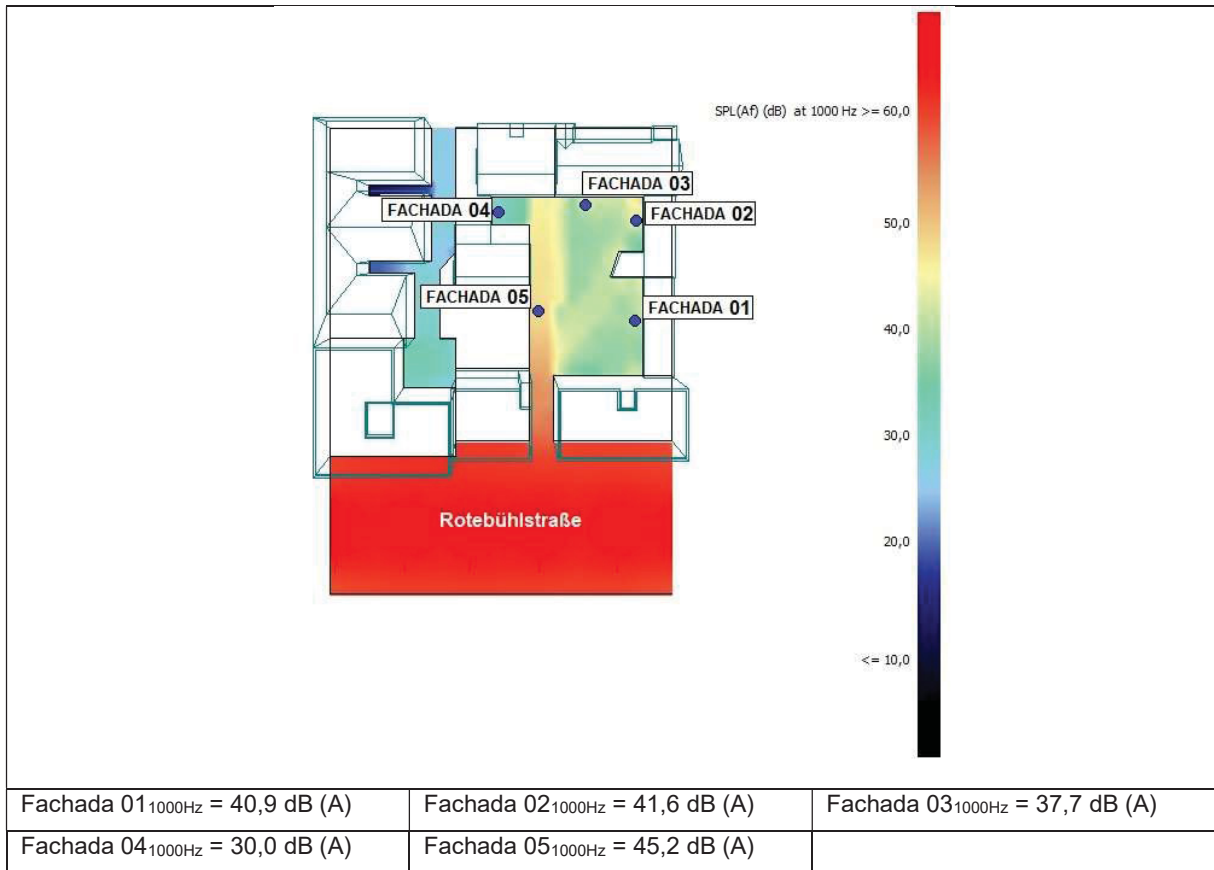 SPL(Af) (dB) at 1000 Hz >= 60,0
FACHADA 03
FACHADA 04
FACHADA 02
50,0
FACHADA 05
FACHADA 01
40,0
30,0
Rotebühlstraße
20,0
<= 10,0
Fachada 01 1000Hz = 40,9 dB (A)
Fachada 02 1000Hz = 41,6 dB (A)
Fachada 03 1000Hz = 37,7 dB (A)
Fachada 04 1000Hz = 30,0 dB (A)
Fachada 05 1000Hz = 45,2 dB (A)